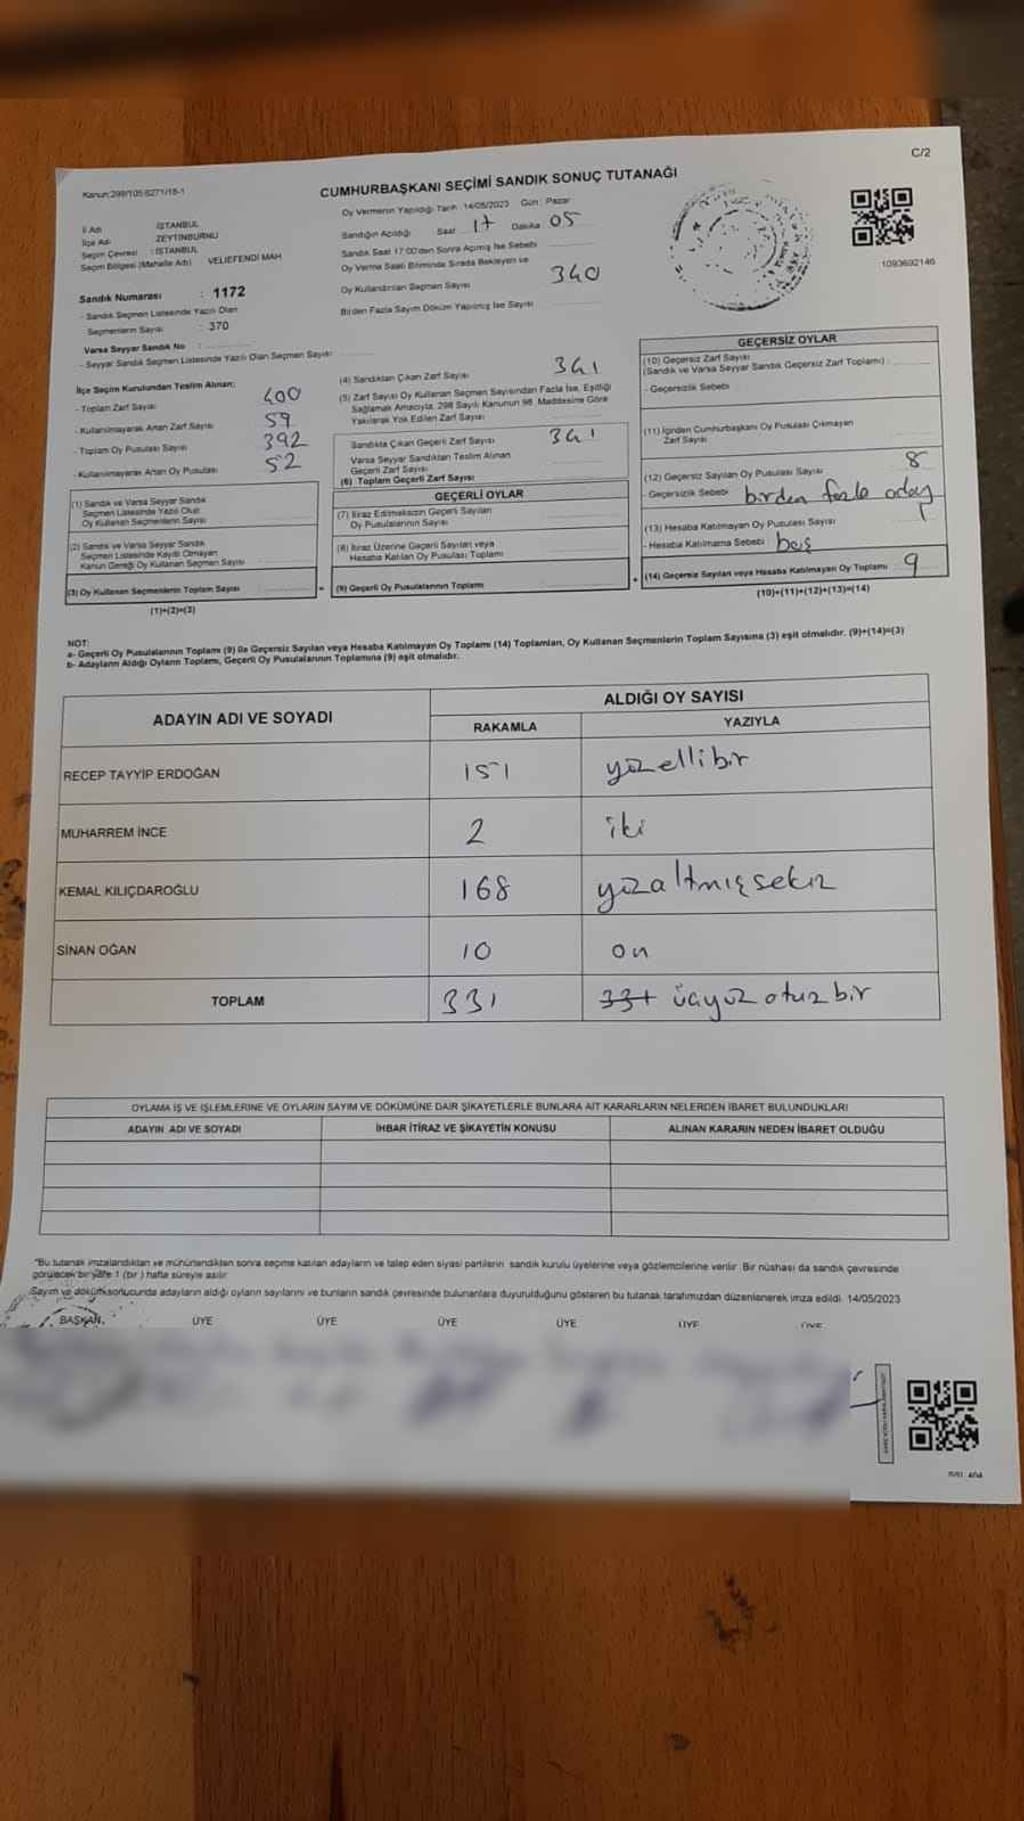 C/2
Kanun:298/105 6271/18-1
CUMHURBAŞKANI SEÇİMİ SANDIK SONUÇ TUTANAĞI
İl Adı : İSTANBUL
İlçe Adı : ZEYTİNBURNU
Seçim Çevresi : İSTANBUL
Seçim Bölgesi (Mahalle Adı) VELİEFENDİ MAH
Sandık Numarası : 1172
- Sandık Seçmen Listesinde Yazılı Olan
Seçmenlerin Sayısı : 370
Varsa Seyyar Sandık No :
- Seyyar Sandık Seçmen Listesinde Yazılı Olan Seçmen Sayısı
Oy Vermenin Yapıldığı Tarih : 14/05/2023 Gün : Pazar
Sandığın Açıldığı Saat 17 Dakika 05
Sandık Saat 17:00'den Sonra Açılmış İse Sebebi
Oy Verme Saati Bitiminde Sırada Bekleyen ve
Oy Kullandırılan Seçmen Sayısı 340
Birden Fazla Sayım Döküm Yapılmış İse Sayısı
1093692146
İlçe Seçim Kurulundan Teslim Alınan:
- Toplam Zarf Sayısı 400
- Kullanılmayarak Artan Zarf Sayısı 59
- Toplam Oy Pusulası Sayısı 392
- Kullanılmayarak Artan Oy Pusulası 52
(1) Sandık ve Varsa Seyyar Sandık
Seçmen Listesinde Yazılı Olup
Oy Kullanan Seçmenlerin Sayısı
(2) Sandık ve Varsa Seyyar Sandık
Seçmen Listesinde Kaydı Olmayan
Kanun Gereği Oy Kullanan Seçmen Sayısı
(3) Oy Kullanan Seçmenlerin Toplam Sayısı
(1)+(2)=(3)
(4) Sandıktan Çıkan Zarf Sayısı 341
(5) Zarf Sayısı Oy Kullanan Seçmen Sayısından Fazla İse, Eşitliği
Sağlamak Amacıyla, 298 Sayılı Kanunun 98. Maddesine Göre
Yakılarak Yok Edilen Zarf Sayısı
Sandıkta Çıkan Geçerli Zarf Sayısı 341
Varsa Seyyar Sandıktan Teslim Alınan
Geçerli Zarf Sayısı
(6) Toplam Geçerli Zarf Sayısı
GEÇERLİ OYLAR
(7) İtiraz Edilmeksizin Geçerli Sayılan
Oy Pusulalarının Sayısı
(8) İtiraz Üzerine Geçerli Sayılan veya
Hesaba Katılan Oy Pusulası Toplamı
= (9) Geçerli Oy Pusulalarının Toplamı
GEÇERSİZ OYLAR
(10) Geçersiz Zarf Sayısı
(Sandık ve Varsa Seyyar Sandık Geçersiz Zarf Toplamı) :
- Geçersizlik Sebebi
(11) İçinden Cumhurbaşkanı Oy Pusulası Çıkmayan
Zarf Sayısı
(12) Geçersiz Sayılan Oy Pusulası Sayısı 8
- Geçersizlik Sebebi birden fazla aday
(13) Hesaba Katılmayan Oy Pusulası Sayısı 1
- Hesaba Katılmama Sebebi boş
+ (14) Geçersiz Sayılan veya Hesaba Katılmayan Oy Toplamı 9
(10)+(11)+(12)+(13)=(14)
NOT:
a- Geçerli Oy Pusulalarının Toplamı (9) ile Geçersiz Sayılan veya Hesaba Katılmayan Oy Toplamı (14) Toplamları, Oy Kullanan Seçmenlerin Toplam Sayısına (3) eşit olmalıdır. (9)+(14)=(3)
b- Adayların Aldığı Oyların Toplamı, Geçerli Oy Pusulalarının Toplamına (9) eşit olmalıdır.
ADAYIN ADI VE SOYADI
ALDIĞI OY SAYISI
RAKAMLA YAZIYLA
RECEP TAYYİP ERDOĞAN 151 yüzellibir
MUHARREM İNCE 2 iki
KEMAL KILIÇDAROĞLU 168 yüzaltmışsekiz
SİNAN OĞAN 10 on
TOPLAM 331 331 üçyüz otuz bir
OYLAMA İŞ VE İŞLEMLERİNE VE OYLARIN SAYIM VE DÖKÜMÜNE DAİR ŞİKAYETLERLE BUNLARA AİT KARARLARIN NELERDEN İBARET BULUNDUKLARI
ADAYIN ADI VE SOYADI İHBAR İTİRAZ VE ŞİKAYETİN KONUSU ALINAN KARARIN NEDEN İBARET OLDUĞU
"Bu tutanak imzalandıktan ve mühürlendikten sonra seçime katılan adayların ve talep eden siyasi partilerin sandık kurulu üyelerine veya gözlemcilerine verilir. Bir nüshası da sandık çevresinde
görülecek bir yere 1 (bir) hafta süreyle asılır.
Sayım ve döküm sonucunda adayların aldığı oyların sayılarını ve bunların sandık çevresinde bulunanlara duyurulduğunu gösteren bu tutanak tarafımızdan düzenlenerek imza edildi. 14/05/2023
BAŞKAN ÜYE ÜYE ÜYE ÜYE ÜYE ÜYE